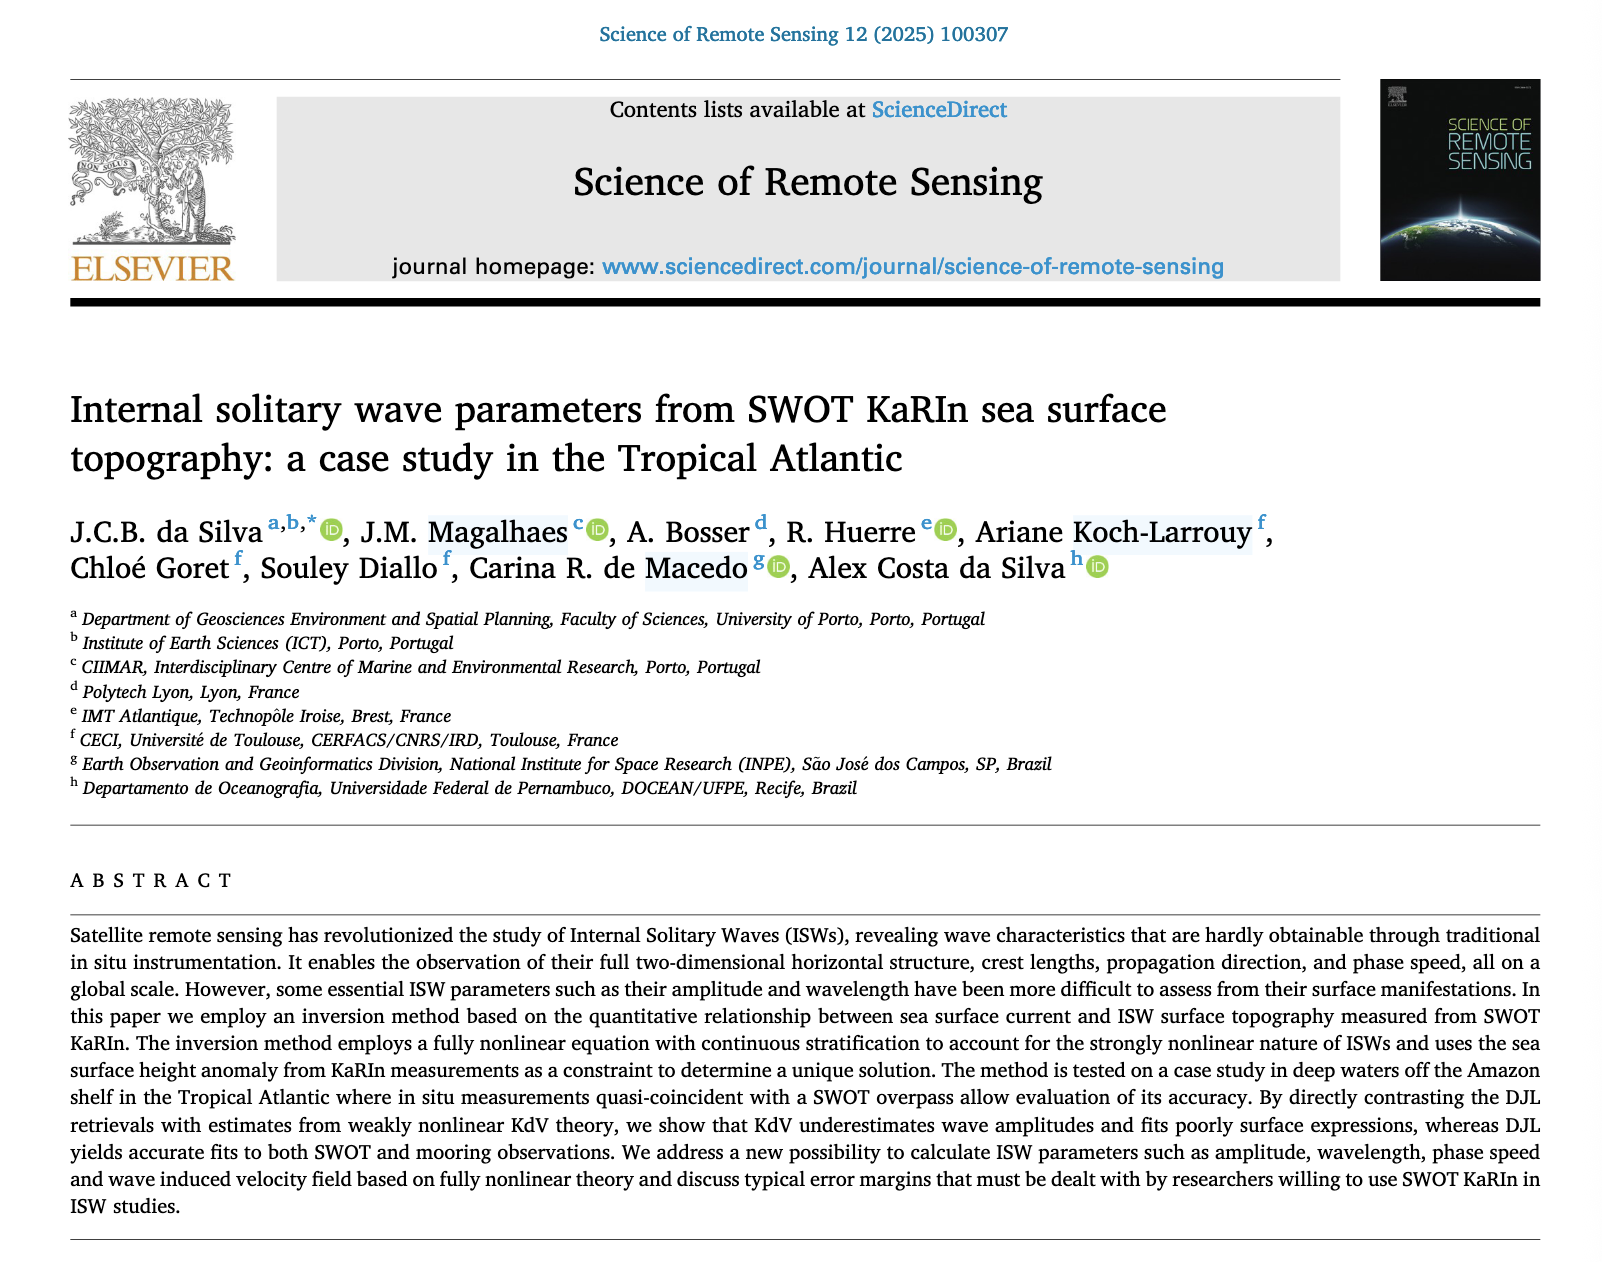 Science of Remote Sensing 12 (2025) 100307
Contents lists available at ScienceDirect
Science of Remote Sensing
journal homepage: www.sciencedirect.com/journal/science-of-remote-sensing
NON SOLUS
ELSEVIER
SCIENCE OF
REMOTE
SENSING
Internal solitary wave parameters from SWOT KaRIn sea surface
topography: a case study in the Tropical Atlantic
J.C.B. da Silva a,b,* iD, J.M. Magalhaes c iD, A. Bosser d, R. Huerre e iD, Ariane Koch-Larrouy f,
Chloé Goret f, Souley Diallo f, Carina R. de Macedo g iD, Alex Costa da Silva h iD
a Department of Geosciences Environment and Spatial Planning, Faculty of Sciences, University of Porto, Porto, Portugal
b Institute of Earth Sciences (ICT), Porto, Portugal
c CIIMAR, Interdisciplinary Centre of Marine and Environmental Research, Porto, Portugal
d Polytech Lyon, Lyon, France
e IMT Atlantique, Technopôle Iroise, Brest, France
f CECI, Université de Toulouse, CERFACS/CNRS/IRD, Toulouse, France
g Earth Observation and Geoinformatics Division, National Institute for Space Research (INPE), São José dos Campos, SP, Brazil
h Departamento de Oceanografia, Universidade Federal de Pernambuco, DOCEAN/UFPE, Recife, Brazil
ABSTRACT
Satellite remote sensing has revolutionized the study of Internal Solitary Waves (ISWs), revealing wave characteristics that are hardly obtainable through traditional
in situ instrumentation. It enables the observation of their full two-dimensional horizontal structure, crest lengths, propagation direction, and phase speed, all on a
global scale. However, some essential ISW parameters such as their amplitude and wavelength have been more difficult to assess from their surface manifestations. In
this paper we employ an inversion method based on the quantitative relationship between sea surface current and ISW surface topography measured from SWOT
KaRIn. The inversion method employs a fully nonlinear equation with continuous stratification to account for the strongly nonlinear nature of ISWs and uses the sea
surface height anomaly from KaRIn measurements as a constraint to determine a unique solution. The method is tested on a case study in deep waters off the Amazon
shelf in the Tropical Atlantic where in situ measurements quasi-coincident with a SWOT overpass allow evaluation of its accuracy. By directly contrasting the DJL
retrievals with estimates from weakly nonlinear KdV theory, we show that KdV underestimates wave amplitudes and fits poorly surface expressions, whereas DJL
yields accurate fits to both SWOT and mooring observations. We address a new possibility to calculate ISW parameters such as amplitude, wavelength, phase speed
and wave induced velocity field based on fully nonlinear theory and discuss typical error margins that must be dealt with by researchers willing to use SWOT KaRIn in
ISW studies.